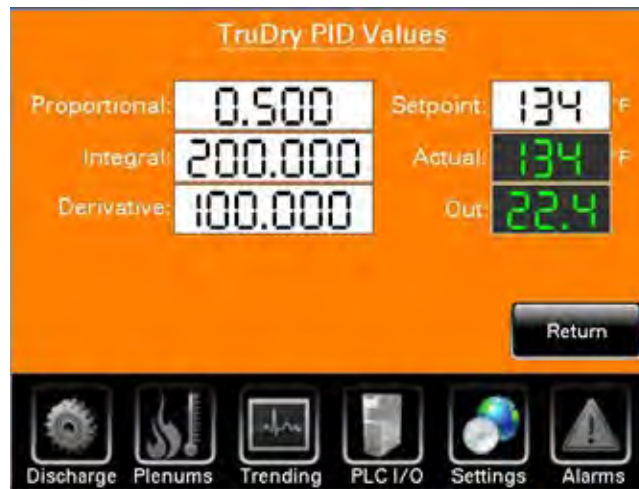 TruDry PID Values
Proportional: 0.500 Setpoint: 134 °F
Integral: 200.000 Actual: 134 °F
Derivative: 100.000 Out: 22.4
Return
Discharge Plenums Trending PLC I/O Settings Alarms